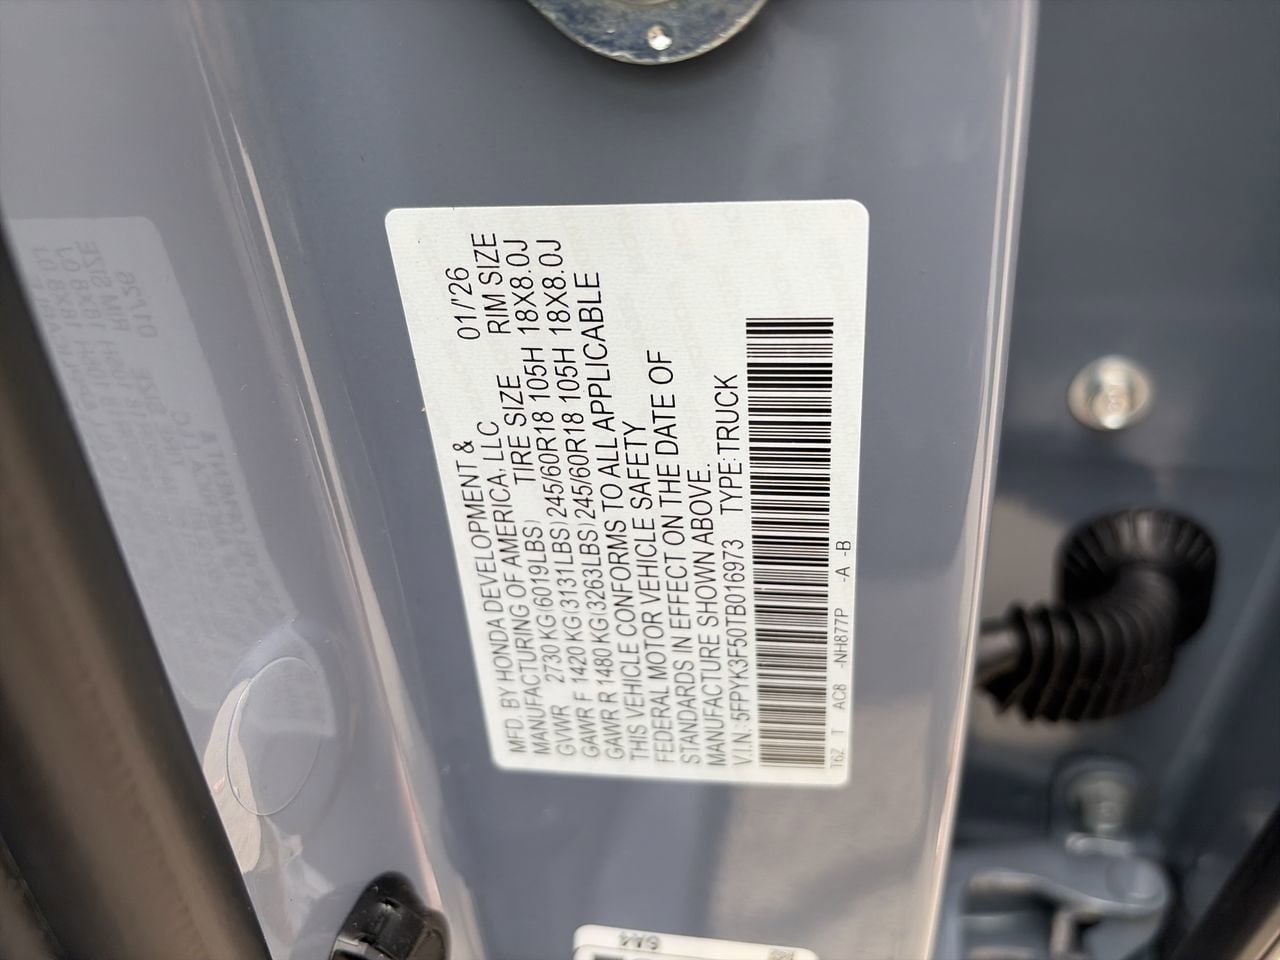 MFD. BY HONDA DEVELOPMENT & 01/'26
MANUFACTURING OF AMERICA, LLC RIM SIZE
GVWR 2730 KG(6019LBS) TIRE SIZE 18X8.0J
GAWR F 1420 KG(3131LBS) 245/60R18 105H 18X8.0J
GAWR R 1480 KG(3263LBS) 245/60R18 105H
THIS VEHICLE CONFORMS TO ALL APPLICABLE
FEDERAL MOTOR VEHICLE SAFETY
STANDARDS IN EFFECT ON THE DATE OF
MANUFACTURE SHOWN ABOVE.
V.I.N.: 5FPYK3F50TB016973 TYPE: TRUCK
T6Z T AC8 -NH877P -A -B